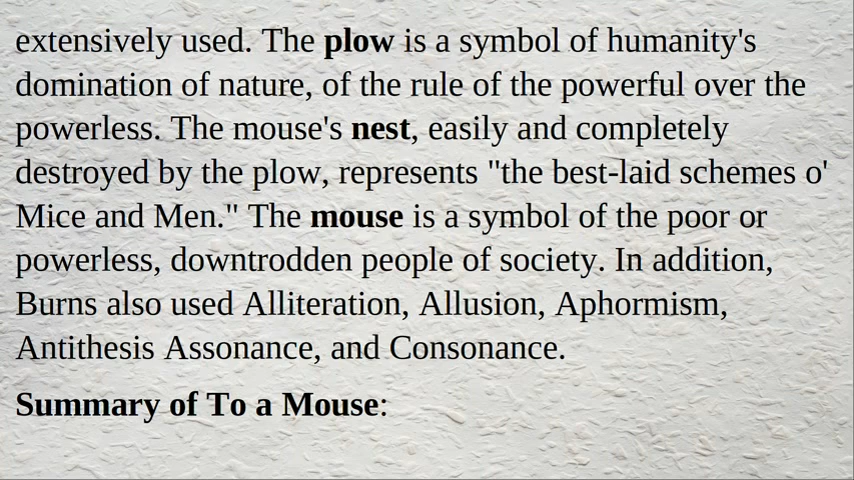 extensively used. The plow is a symbol of humanity's
domination of nature, of the rule of the powerful over the
powerless. The mouse's nest, easily and completely
destroyed by the plow, represents "the best-laid schemes o'
Mice and Men." The mouse is a symbol of the poor or
powerless, downtrodden people of society. In addition,
Burns also used Alliteration, Allusion, Aphormism,
Antithesis Assonance, and Consonance.
Summary of To a Mouse: